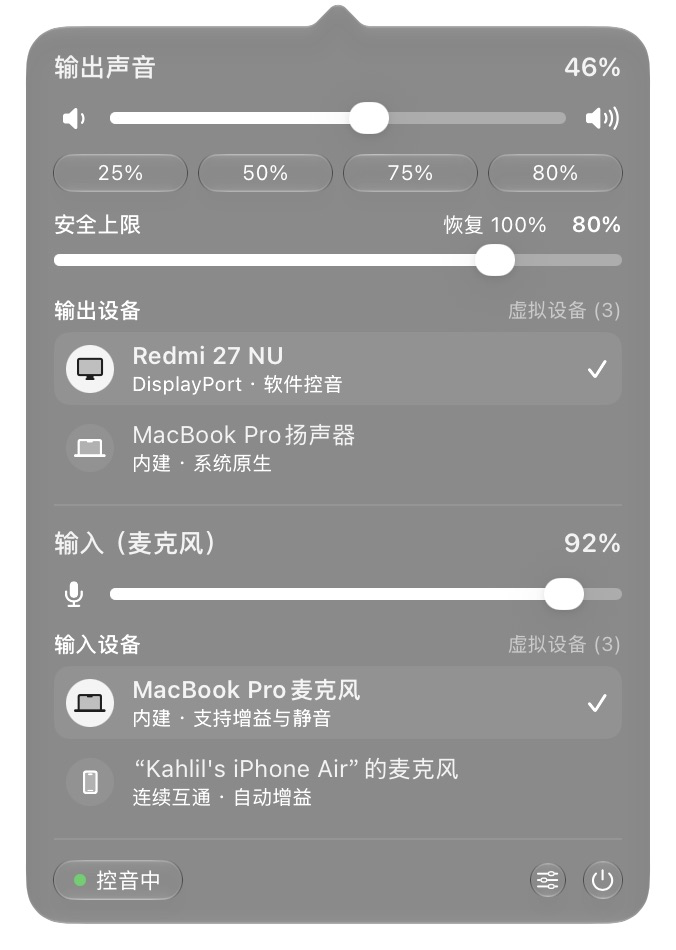 输出声音 46%
25% 50% 75% 80%
安全上限 恢复 100% 80%
输出设备 虚拟设备 (3)
Redmi 27 NU
DisplayPort · 软件控音
MacBook Pro扬声器
内建 · 系统原生
输入（麦克风） 92%
输入设备 虚拟设备 (3)
MacBook Pro麦克风
内建 · 支持增益与静音
“Kahlil's iPhone Air”的麦克风
连续互通 · 自动增益
控音中